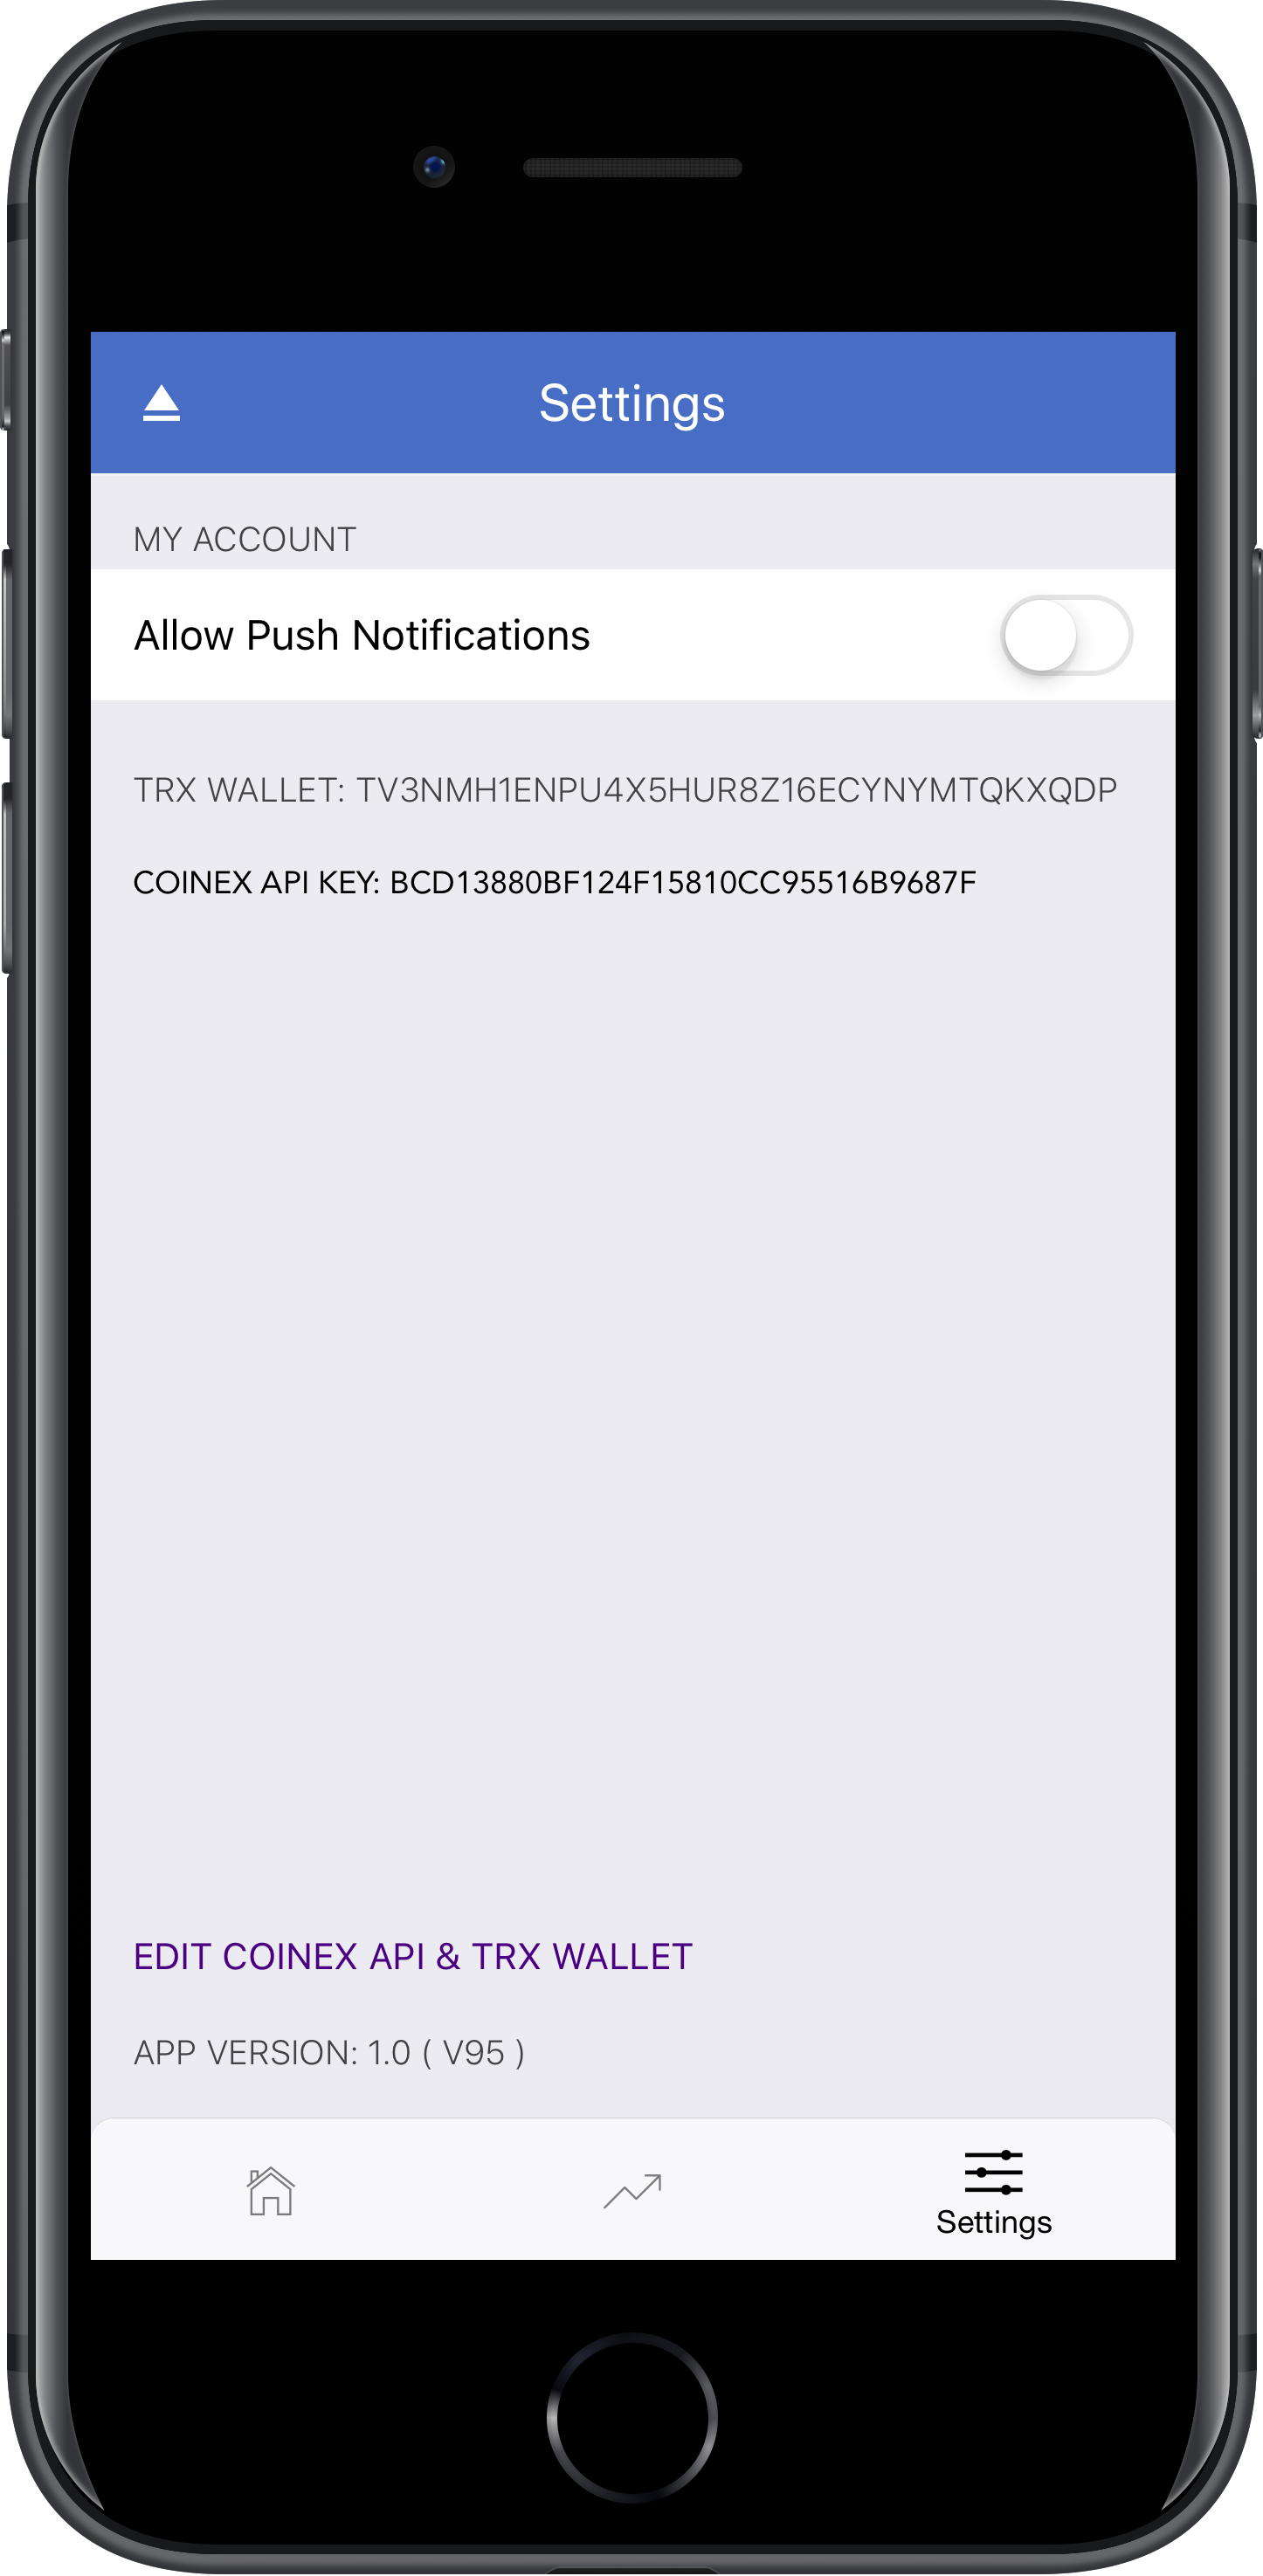 Settings
MY ACCOUNT
Allow Push Notifications
TRX WALLET: TV3NMH1ENPU4X5HUR8Z16ECYNYMTQKXQDP
COINEX API KEY: BCD13880BF124F15810CC95516B9687F
EDIT COINEX API & TRX WALLET
APP VERSION: 1.0 ( V95 )
Settings